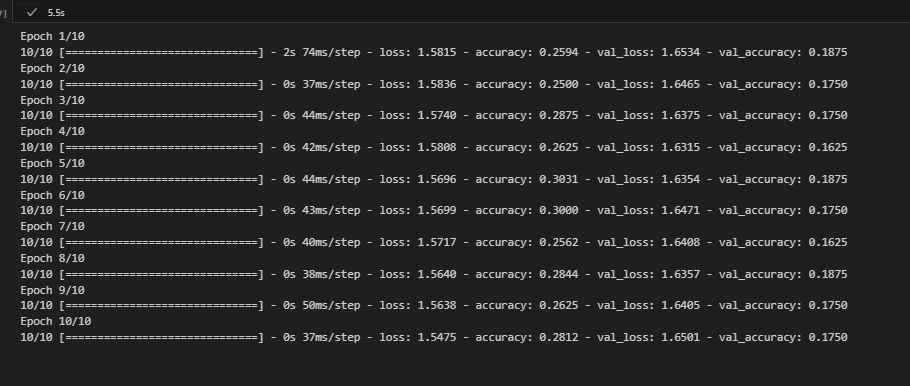 5.5s
Epoch 1/10
10/10 [==============================] - 2s 74ms/step - loss: 1.5815 - accuracy: 0.2594 - val_loss: 1.6534 - val_accuracy: 0.1875
Epoch 2/10
10/10 [==============================] - 0s 37ms/step - loss: 1.5836 - accuracy: 0.2500 - val_loss: 1.6465 - val_accuracy: 0.1750
Epoch 3/10
10/10 [==============================] - 0s 44ms/step - loss: 1.5740 - accuracy: 0.2875 - val_loss: 1.6375 - val_accuracy: 0.1750
Epoch 4/10
10/10 [==============================] - 0s 42ms/step - loss: 1.5808 - accuracy: 0.2625 - val_loss: 1.6315 - val_accuracy: 0.1625
Epoch 5/10
10/10 [==============================] - 0s 44ms/step - loss: 1.5696 - accuracy: 0.3031 - val_loss: 1.6354 - val_accuracy: 0.1875
Epoch 6/10
10/10 [==============================] - 0s 43ms/step - loss: 1.5699 - accuracy: 0.3000 - val_loss: 1.6471 - val_accuracy: 0.1750
Epoch 7/10
10/10 [==============================] - 0s 40ms/step - loss: 1.5717 - accuracy: 0.2562 - val_loss: 1.6408 - val_accuracy: 0.1625
Epoch 8/10
10/10 [==============================] - 0s 38ms/step - loss: 1.5640 - accuracy: 0.2844 - val_loss: 1.6357 - val_accuracy: 0.1875
Epoch 9/10
10/10 [==============================] - 0s 50ms/step - loss: 1.5638 - accuracy: 0.2625 - val_loss: 1.6405 - val_accuracy: 0.1750
Epoch 10/10
10/10 [==============================] - 0s 37ms/step - loss: 1.5475 - accuracy: 0.2812 - val_loss: 1.6501 - val_accuracy: 0.1750